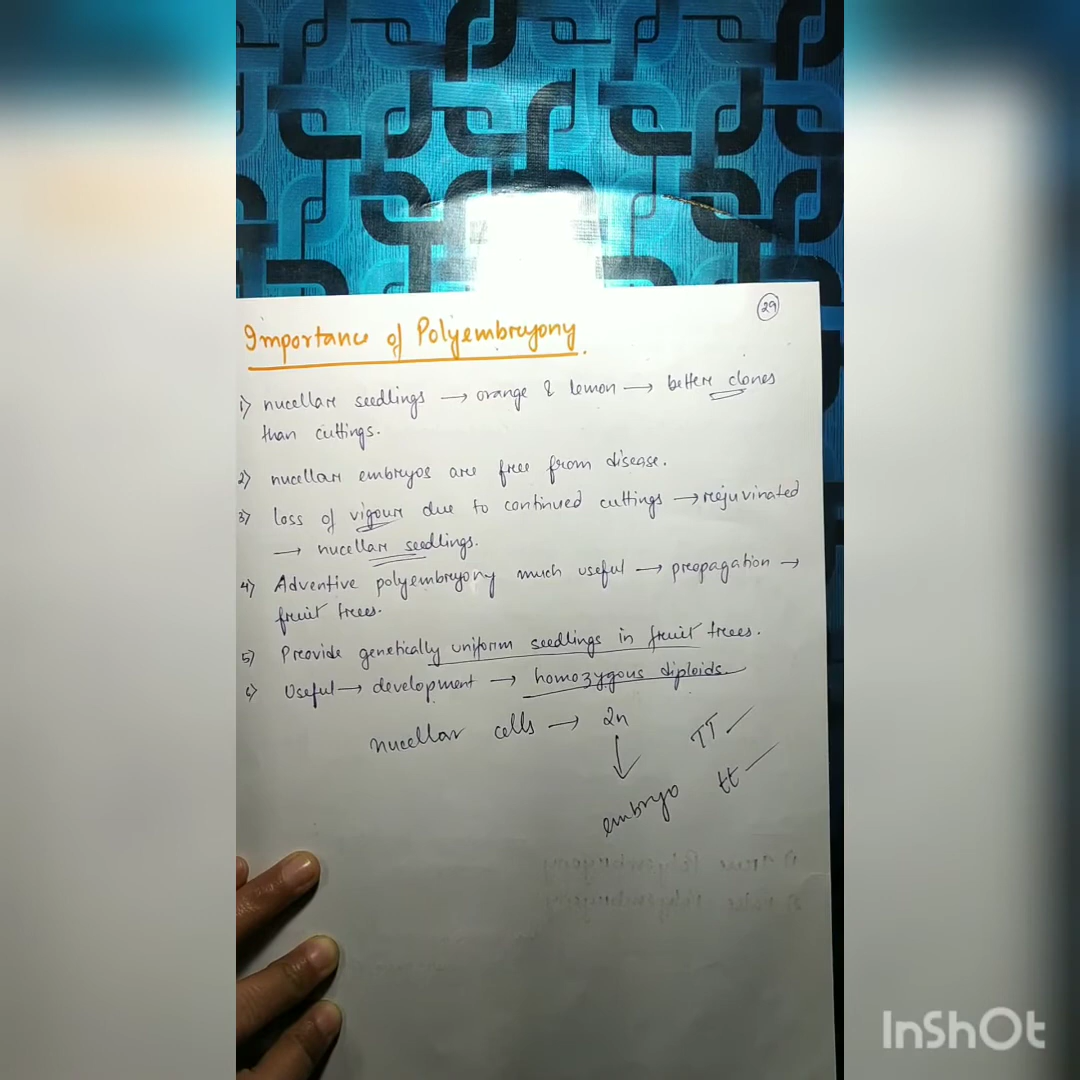 29
Importance of Polyembryony.
1) nucellar seedlings → orange & lemon → better clones
than cuttings.
2) nucellar embryos are free from disease.
3) loss of vigour due to continued cuttings → rejuvinated
→ nucellar seedlings.
4) Adventive polyembryony much useful → propagation →
fruit trees.
5) Provide genetically uniform seedlings in fruit trees.
6) Useful → development → homozygous diploids.
nucellar cells → 2n
TT
↓
tt
embryo
InShOt